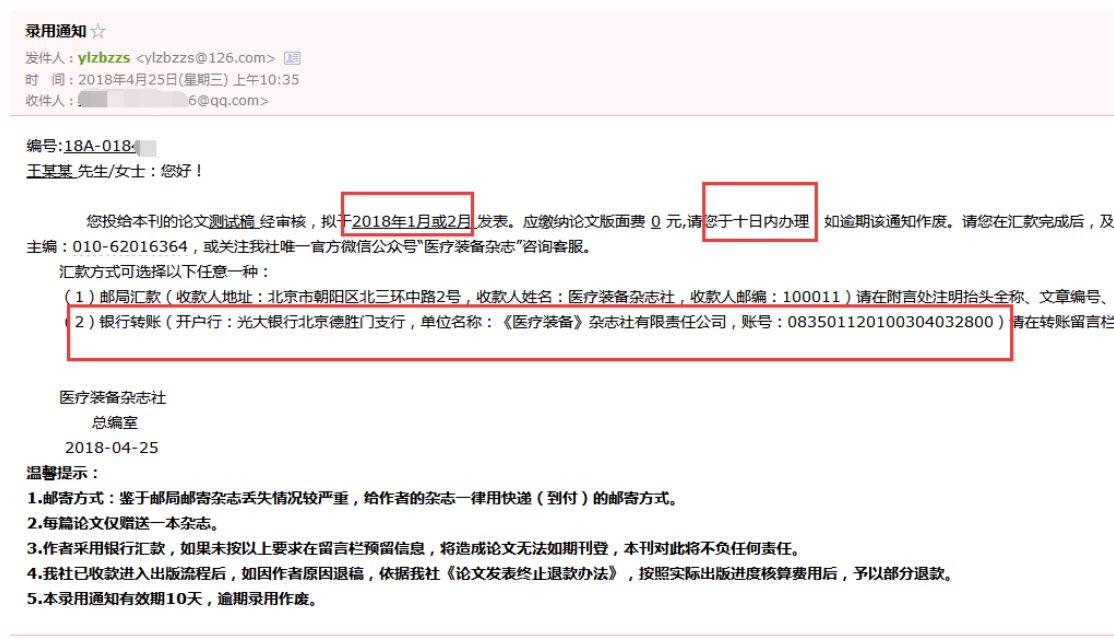 录用通知☆
发件人：ylzbzzs <ylzbzzs@126.com>
时 间：2018年4月25日(星期三) 上午10:35
收件人： 6@qq.com>
编号:18A-018
王某某 先生/女士：您好！
您投给本刊的论文测试稿 经审核，拟于2018年1月或2月 发表。应缴纳论文版面费 0 元,请您于十日内办理 如逾期该通知作废。请您在汇款完成后，及
主编：010-62016364，或关注我社唯一官方微信公众号“医疗装备杂志”咨询客服。
汇款方式可选择以下任意一种：
（1）邮局汇款（收款人地址：北京市朝阳区北三环中路2号，收款人姓名：医疗装备杂志社，收款人邮编：100011）请在附言处注明抬头全称、文章编号、
（2）银行转账（开户行：光大银行北京德胜门支行，单位名称：《医疗装备》杂志社有限责任公司，账号：083501120100304032800）请在转账留言栏
医疗装备杂志社
总编室
2018-04-25
温馨提示：
1.邮寄方式：鉴于邮局邮寄杂志丢失情况较严重，给作者的杂志一律用快递（到付）的邮寄方式。
2.每篇论文仅赠送一本杂志。
3.作者采用银行汇款，如果未按以上要求在留言栏预留信息，将造成论文无法如期刊登，本刊对此将不负任何责任。
4.我社已收款进入出版流程后，如因作者原因退稿，依据我社《论文发表终止退款办法》，按照实际出版进度核算费用后，予以部分退款。
5.本录用通知有效期10天，逾期录用作废。